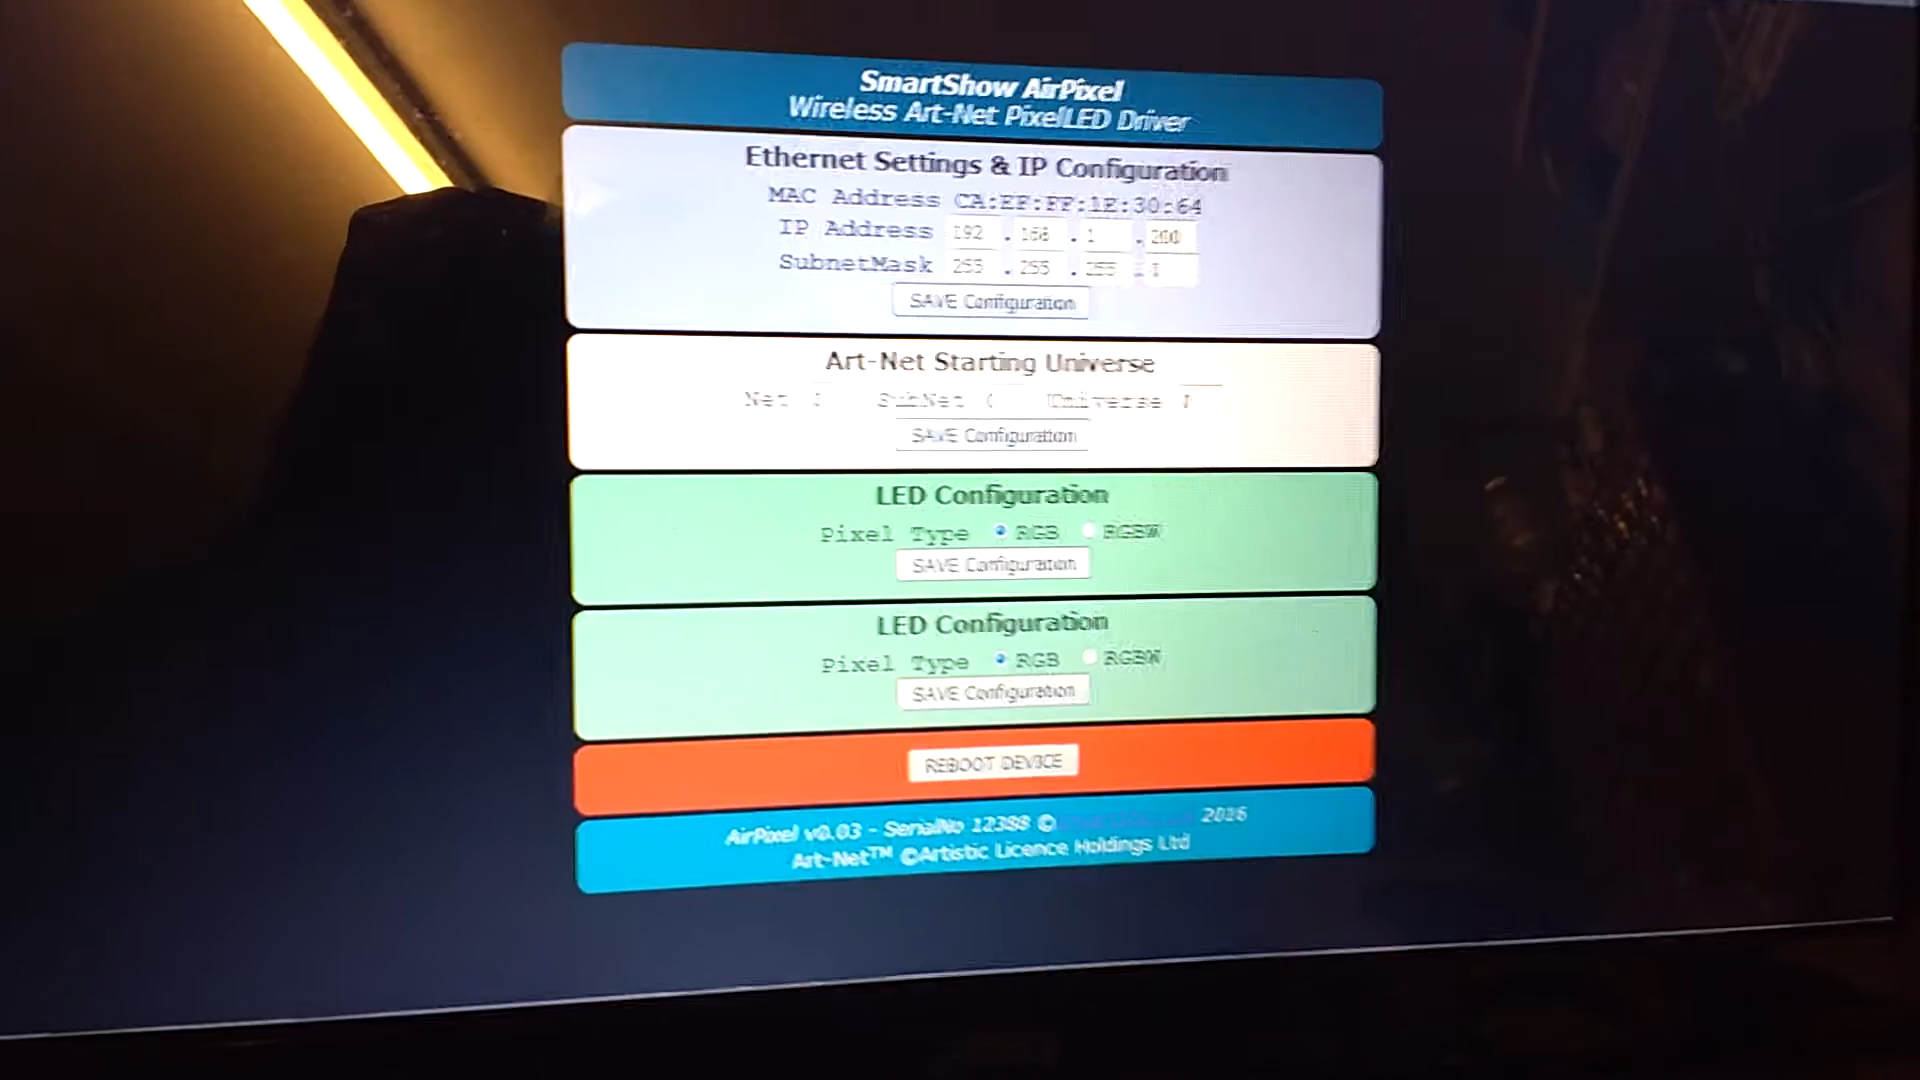 SmartShow AirPixel
Wireless Art-Net PixelLED Driver
Ethernet Settings & IP Configuration
MAC Address CA:EF:FF:1E:30:64
IP Address 192 . 168 . 1 . 200
SubnetMask 255 . 255 . 255 .
SAVE Configuration
Art-Net Starting Universe
Net SubNet Universe
SAVE Configuration
LED Configuration
Pixel Type RGB RGBW
SAVE Configuration
LED Configuration
Pixel Type RGB RGBW
SAVE Configuration
REBOOT DEVICE
AirPixel v0.03 - SerialNo 12388 © 2016
Art-Net™ ©Artistic Licence Holdings Ltd